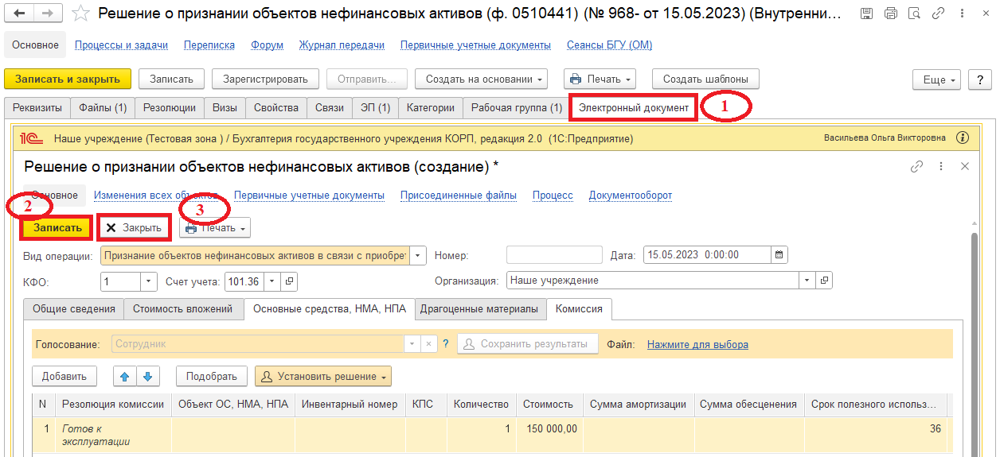 Решение о признании объектов нефинансовых активов (ф. 0510441) (№ 968- от 15.05.2023) (Внутренни...
Основное Процессы и задачи Переписка Форум Журнал передачи Первичные учетные документы Сеансы БГУ (ОМ)
Записать и закрыть Записать Зарегистрировать Отправить... Создать на основании Печать Создать шаблоны Еще ?
Реквизиты Файлы (1) Резолюции Визы Свойства Связи ЭП (1) Категории Рабочая группа (1) Электронный документ 1
1С Наше учреждение (Тестовая зона ) / Бухгалтерия государственного учреждения КОРП, редакция 2.0 (1С:Предприятие) Васильева Ольга Викторовна i
Решение о признании объектов нефинансовых активов (создание) *
Основное Изменения всех объектов Первичные учетные документы Присоединенные файлы Процесс Документооборот
2 3
Записать Закрыть Печать
Вид операции: Признание объектов нефинансовых активов в связи с приобрет Номер: Дата: 15.05.2023 0:00:00
КФО: 1 Счет учета: 101.36 Организация: Наше учреждение
Общие сведения Стоимость вложений Основные средства, НМА, НПА Драгоценные материалы Комиссия
Голосование: Сотрудник ? Сохранить результаты Файл: Нажмите для выбора
Добавить Подобрать Установить решение
N Резолюция комиссии Объект ОС, НМА, НПА Инвентарный номер КПС Количество Стоимость Сумма амортизации Сумма обесценения Срок полезного использ...
1 Готов к 1 150 000,00 36
эксплуатации